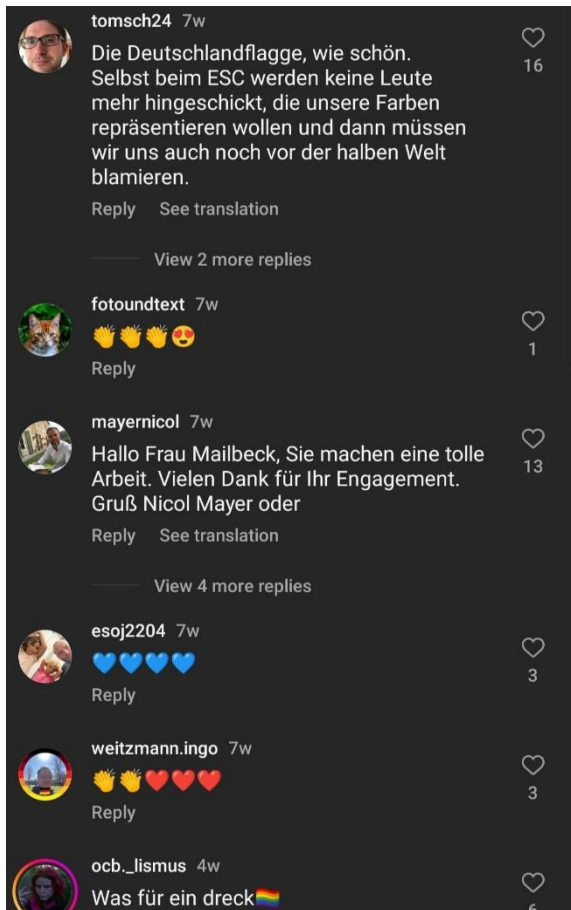 tomsch24 7w
Die Deutschlandflagge, wie schön.
Selbst beim ESC werden keine Leute
mehr hingeschickt, die unsere Farben
repräsentieren wollen und dann müssen
wir uns auch noch vor der halben Welt
blamieren.
16
Reply See translation
View 2 more replies
fotoundtext 7w
👏👏👏😍
1
Reply
mayernicol 7w
Hallo Frau Mailbeck, Sie machen eine tolle
Arbeit. Vielen Dank für Ihr Engagement.
Gruß Nicol Mayer oder
13
Reply See translation
View 4 more replies
esoj2204 7w
💙💙💙💙
3
Reply
weitzmann.ingo 7w
👏👏❤️❤️❤️
3
Reply
ocb._lismus 4w
Was für ein dreck🏳️‍🌈